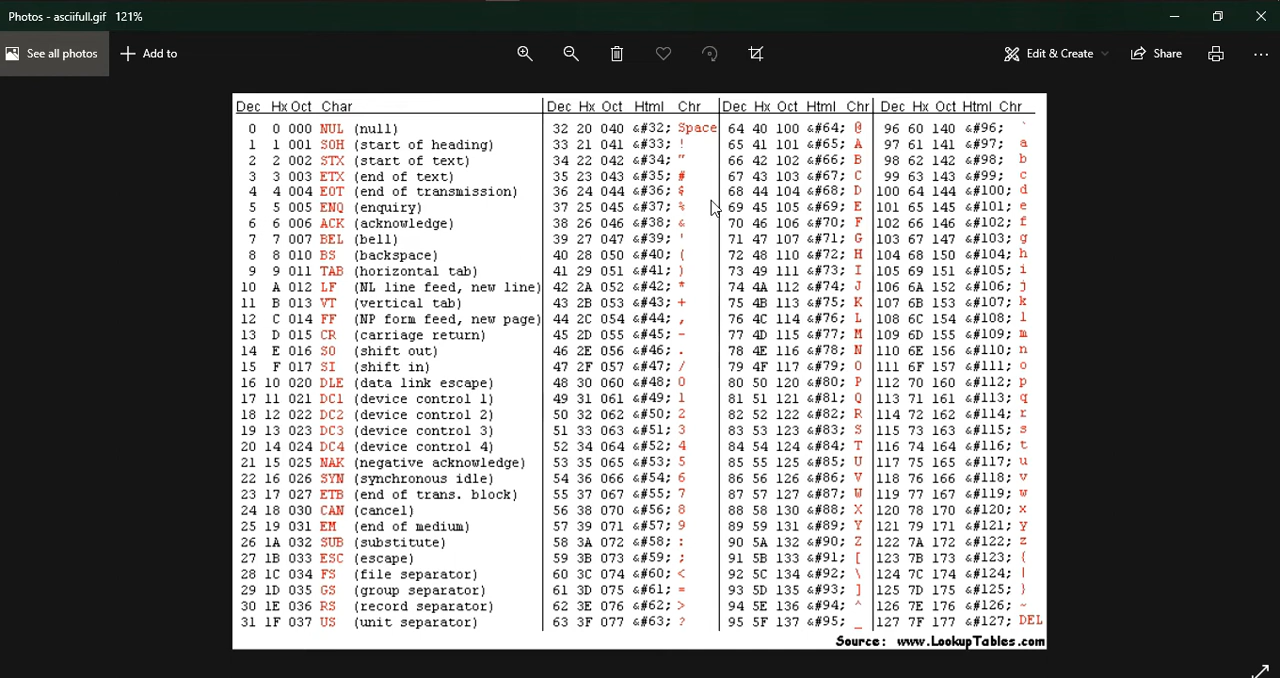 Photos - asciifull.gif 121%
See all photos Add to Edit & Create Share
Dec Hx Oct Char Dec Hx Oct Html Chr Dec Hx Oct Html Chr Dec Hx Oct Html Chr
0 0 000 NUL (null) 32 20 040 &#32; Space 64 40 100 &#64; @ 96 60 140 &#96; `
1 1 001 SOH (start of heading) 33 21 041 &#33; ! 65 41 101 &#65; A 97 61 141 &#97; a
2 2 002 STX (start of text) 34 22 042 &#34; " 66 42 102 &#66; B 98 62 142 &#98; b
3 3 003 ETX (end of text) 35 23 043 &#35; # 67 43 103 &#67; C 99 63 143 &#99; c
4 4 004 EOT (end of transmission) 36 24 044 &#36; $ 68 44 104 &#68; D 100 64 144 &#100; d
5 5 005 ENQ (enquiry) 37 25 045 &#37; % 69 45 105 &#69; E 101 65 145 &#101; e
6 6 006 ACK (acknowledge) 38 26 046 &#38; & 70 46 106 &#70; F 102 66 146 &#102; f
7 7 007 BEL (bell) 39 27 047 &#39; ' 71 47 107 &#71; G 103 67 147 &#103; g
8 8 010 BS (backspace) 40 28 050 &#40; ( 72 48 110 &#72; H 104 68 150 &#104; h
9 9 011 TAB (horizontal tab) 41 29 051 &#41; ) 73 49 111 &#73; I 105 69 151 &#105; i
10 A 012 LF (NL line feed, new line) 42 2A 052 &#42; * 74 4A 112 &#74; J 106 6A 152 &#106; j
11 B 013 VT (vertical tab) 43 2B 053 &#43; + 75 4B 113 &#75; K 107 6B 153 &#107; k
12 C 014 FF (NP form feed, new page) 44 2C 054 &#44; , 76 4C 114 &#76; L 108 6C 154 &#108; l
13 D 015 CR (carriage return) 45 2D 055 &#45; - 77 4D 115 &#77; M 109 6D 155 &#109; m
14 E 016 SO (shift out) 46 2E 056 &#46; . 78 4E 116 &#78; N 110 6E 156 &#110; n
15 F 017 SI (shift in) 47 2F 057 &#47; / 79 4F 117 &#79; O 111 6F 157 &#111; o
16 10 020 DLE (data link escape) 48 30 060 &#48; 0 80 50 120 &#80; P 112 70 160 &#112; p
17 11 021 DC1 (device control 1) 49 31 061 &#49; 1 81 51 121 &#81; Q 113 71 161 &#113; q
18 12 022 DC2 (device control 2) 50 32 062 &#50; 2 82 52 122 &#82; R 114 72 162 &#114; r
19 13 023 DC3 (device control 3) 51 33 063 &#51; 3 83 53 123 &#83; S 115 73 163 &#115; s
20 14 024 DC4 (device control 4) 52 34 064 &#52; 4 84 54 124 &#84; T 116 74 164 &#116; t
21 15 025 NAK (negative acknowledge) 53 35 065 &#53; 5 85 55 125 &#85; U 117 75 165 &#117; u
22 16 026 SYN (synchronous idle) 54 36 066 &#54; 6 86 56 126 &#86; V 118 76 166 &#118; v
23 17 027 ETB (end of trans. block) 55 37 067 &#55; 7 87 57 127 &#87; W 119 77 167 &#119; w
24 18 030 CAN (cancel) 56 38 070 &#56; 8 88 58 130 &#88; X 120 78 170 &#120; x
25 19 031 EM (end of medium) 57 39 071 &#57; 9 89 59 131 &#89; Y 121 79 171 &#121; y
26 1A 032 SUB (substitute) 58 3A 072 &#58; : 90 5A 132 &#90; Z 122 7A 172 &#122; z
27 1B 033 ESC (escape) 59 3B 073 &#59; ; 91 5B 133 &#91; [ 123 7B 173 &#123; {
28 1C 034 FS (file separator) 60 3C 074 &#60; < 92 5C 134 &#92; \ 124 7C 174 &#124; |
29 1D 035 GS (group separator) 61 3D 075 &#61; = 93 5D 135 &#93; ] 125 7D 175 &#125; }
30 1E 036 RS (record separator) 62 3E 076 &#62; > 94 5E 136 &#94; ^ 126 7E 176 &#126; ~
31 1F 037 US (unit separator) 63 3F 077 &#63; ? 95 5F 137 &#95; _ 127 7F 177 &#127; DEL
Source: www.LookupTables.com